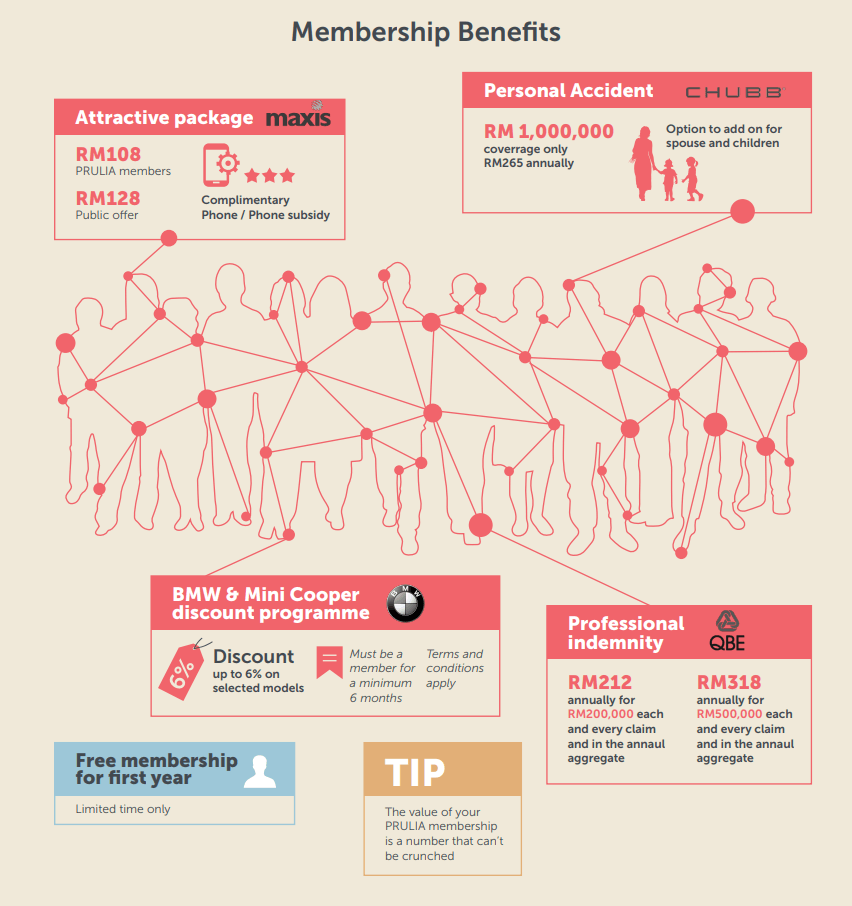 Membership Benefits
Attractive package maxis
RM108
PRULIA members
RM128
Public offer
Complimentary
Phone / Phone subsidy
Personal Accident CHUBB
RM 1,000,000
coverage only
RM265 annually
Option to add on for
spouse and children
BMW & Mini Cooper
discount programme
BMW
6%
Discount
up to 6% on
selected models
Must be a
member for
a minimum
6 months
Terms and
conditions
apply
Professional
indemnity
QBE
RM212
annually for
RM200,000 each
and every claim
and in the annaul
aggregate
RM318
annually for
RM500,000 each
and every claim
and in the annaul
aggregate
Free membership
for first year
Limited time only
TIP
The value of your
PRULIA membership
is a number that can't
be crunched